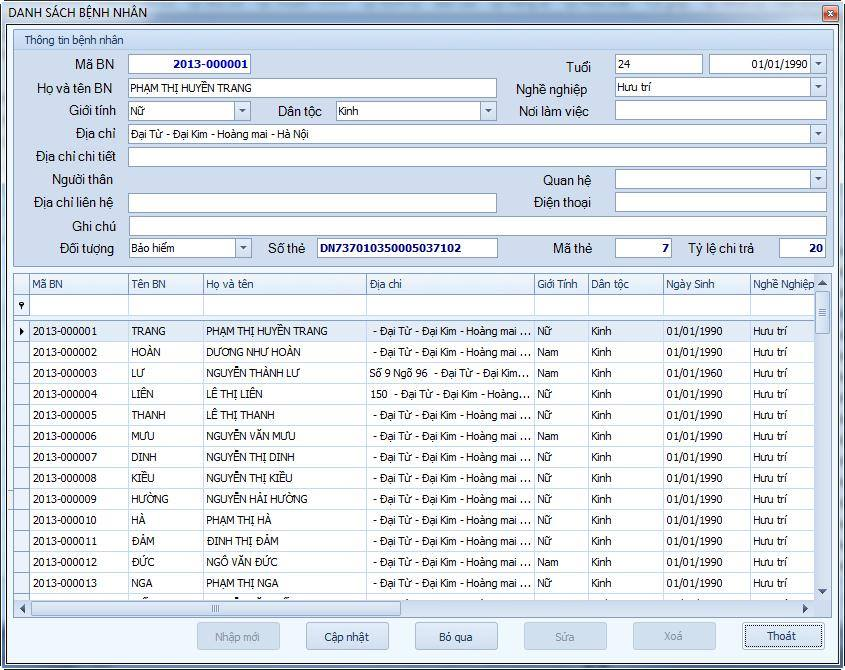 DANH SÁCH BỆNH NHÂN
Thông tin bệnh nhân
Mã BN 2013-000001 Tuổi 24 01/01/1990
Họ và tên BN PHẠM THỊ HUYỀN TRANG Nghề nghiệp Hưu trí
Giới tính Nữ Dân tộc Kinh Nơi làm việc
Địa chỉ Đại Từ - Đại Kim - Hoàng mai - Hà Nội
Địa chỉ chi tiết
Người thân Quan hệ
Địa chỉ liên hệ Điện thoại
Ghi chú
Đối tượng Bảo hiểm Số thẻ DN737010350005037102 Mã thẻ 7 Tỷ lệ chi trả 20
Mã BN Tên BN Họ và tên Địa chỉ Giới Tính Dân tộc Ngày Sinh Nghề Nghiệp
2013-000001 TRANG PHẠM THỊ HUYỀN TRANG - Đại Từ - Đại Kim - Hoàng mai ... Nữ Kinh 01/01/1990 Hưu trí
2013-000002 HOÀN DƯƠNG NHƯ HOÀN - Đại Từ - Đại Kim - Hoàng mai ... Nam Kinh 01/01/1990 Hưu trí
2013-000003 LƯ NGUYỄN THÀNH LƯ Số 9 Ngõ 96 - Đại Từ - Đại Kim... Nam Kinh 01/01/1960 Hưu trí
2013-000004 LIÊN LÊ THỊ LIÊN 150 - Đại Từ - Đại Kim - Hoàng... Nữ Kinh 01/01/1990 Hưu trí
2013-000005 THANH LÊ THỊ THANH - Đại Từ - Đại Kim - Hoàng mai ... Nữ Kinh 01/01/1990 Hưu trí
2013-000006 MƯU NGUYỄN VĂN MƯU - Đại Từ - Đại Kim - Hoàng mai ... Nam Kinh 01/01/1990 Hưu trí
2013-000007 DINH NGUYỄN THỊ DINH - Đại Từ - Đại Kim - Hoàng mai ... Nữ Kinh 01/01/1990 Hưu trí
2013-000008 KIỀU NGUYỄN THỊ KIỀU - Đại Từ - Đại Kim - Hoàng mai ... Nữ Kinh 01/01/1990 Hưu trí
2013-000009 HƯỜNG NGUYỄN HẢI HƯỜNG - Đại Từ - Đại Kim - Hoàng mai ... Nữ Kinh 01/01/1990 Hưu trí
2013-000010 HÀ PHẠM THỊ HÀ - Đại Từ - Đại Kim - Hoàng mai ... Nữ Kinh 01/01/1990 Hưu trí
2013-000011 ĐẢM ĐINH THỊ ĐẢM - Đại Từ - Đại Kim - Hoàng mai ... Nữ Kinh 01/01/1990 Hưu trí
2013-000012 ĐỨC NGÔ VĂN ĐỨC - Đại Từ - Đại Kim - Hoàng mai ... Nam Kinh 01/01/1990 Hưu trí
2013-000013 NGA PHẠM THỊ NGA - Đại Từ - Đại Kim - Hoàng mai ... Nữ Kinh 01/01/1990 Hưu trí
Nhập mới Cập nhật Bỏ qua Sửa Xoá Thoát